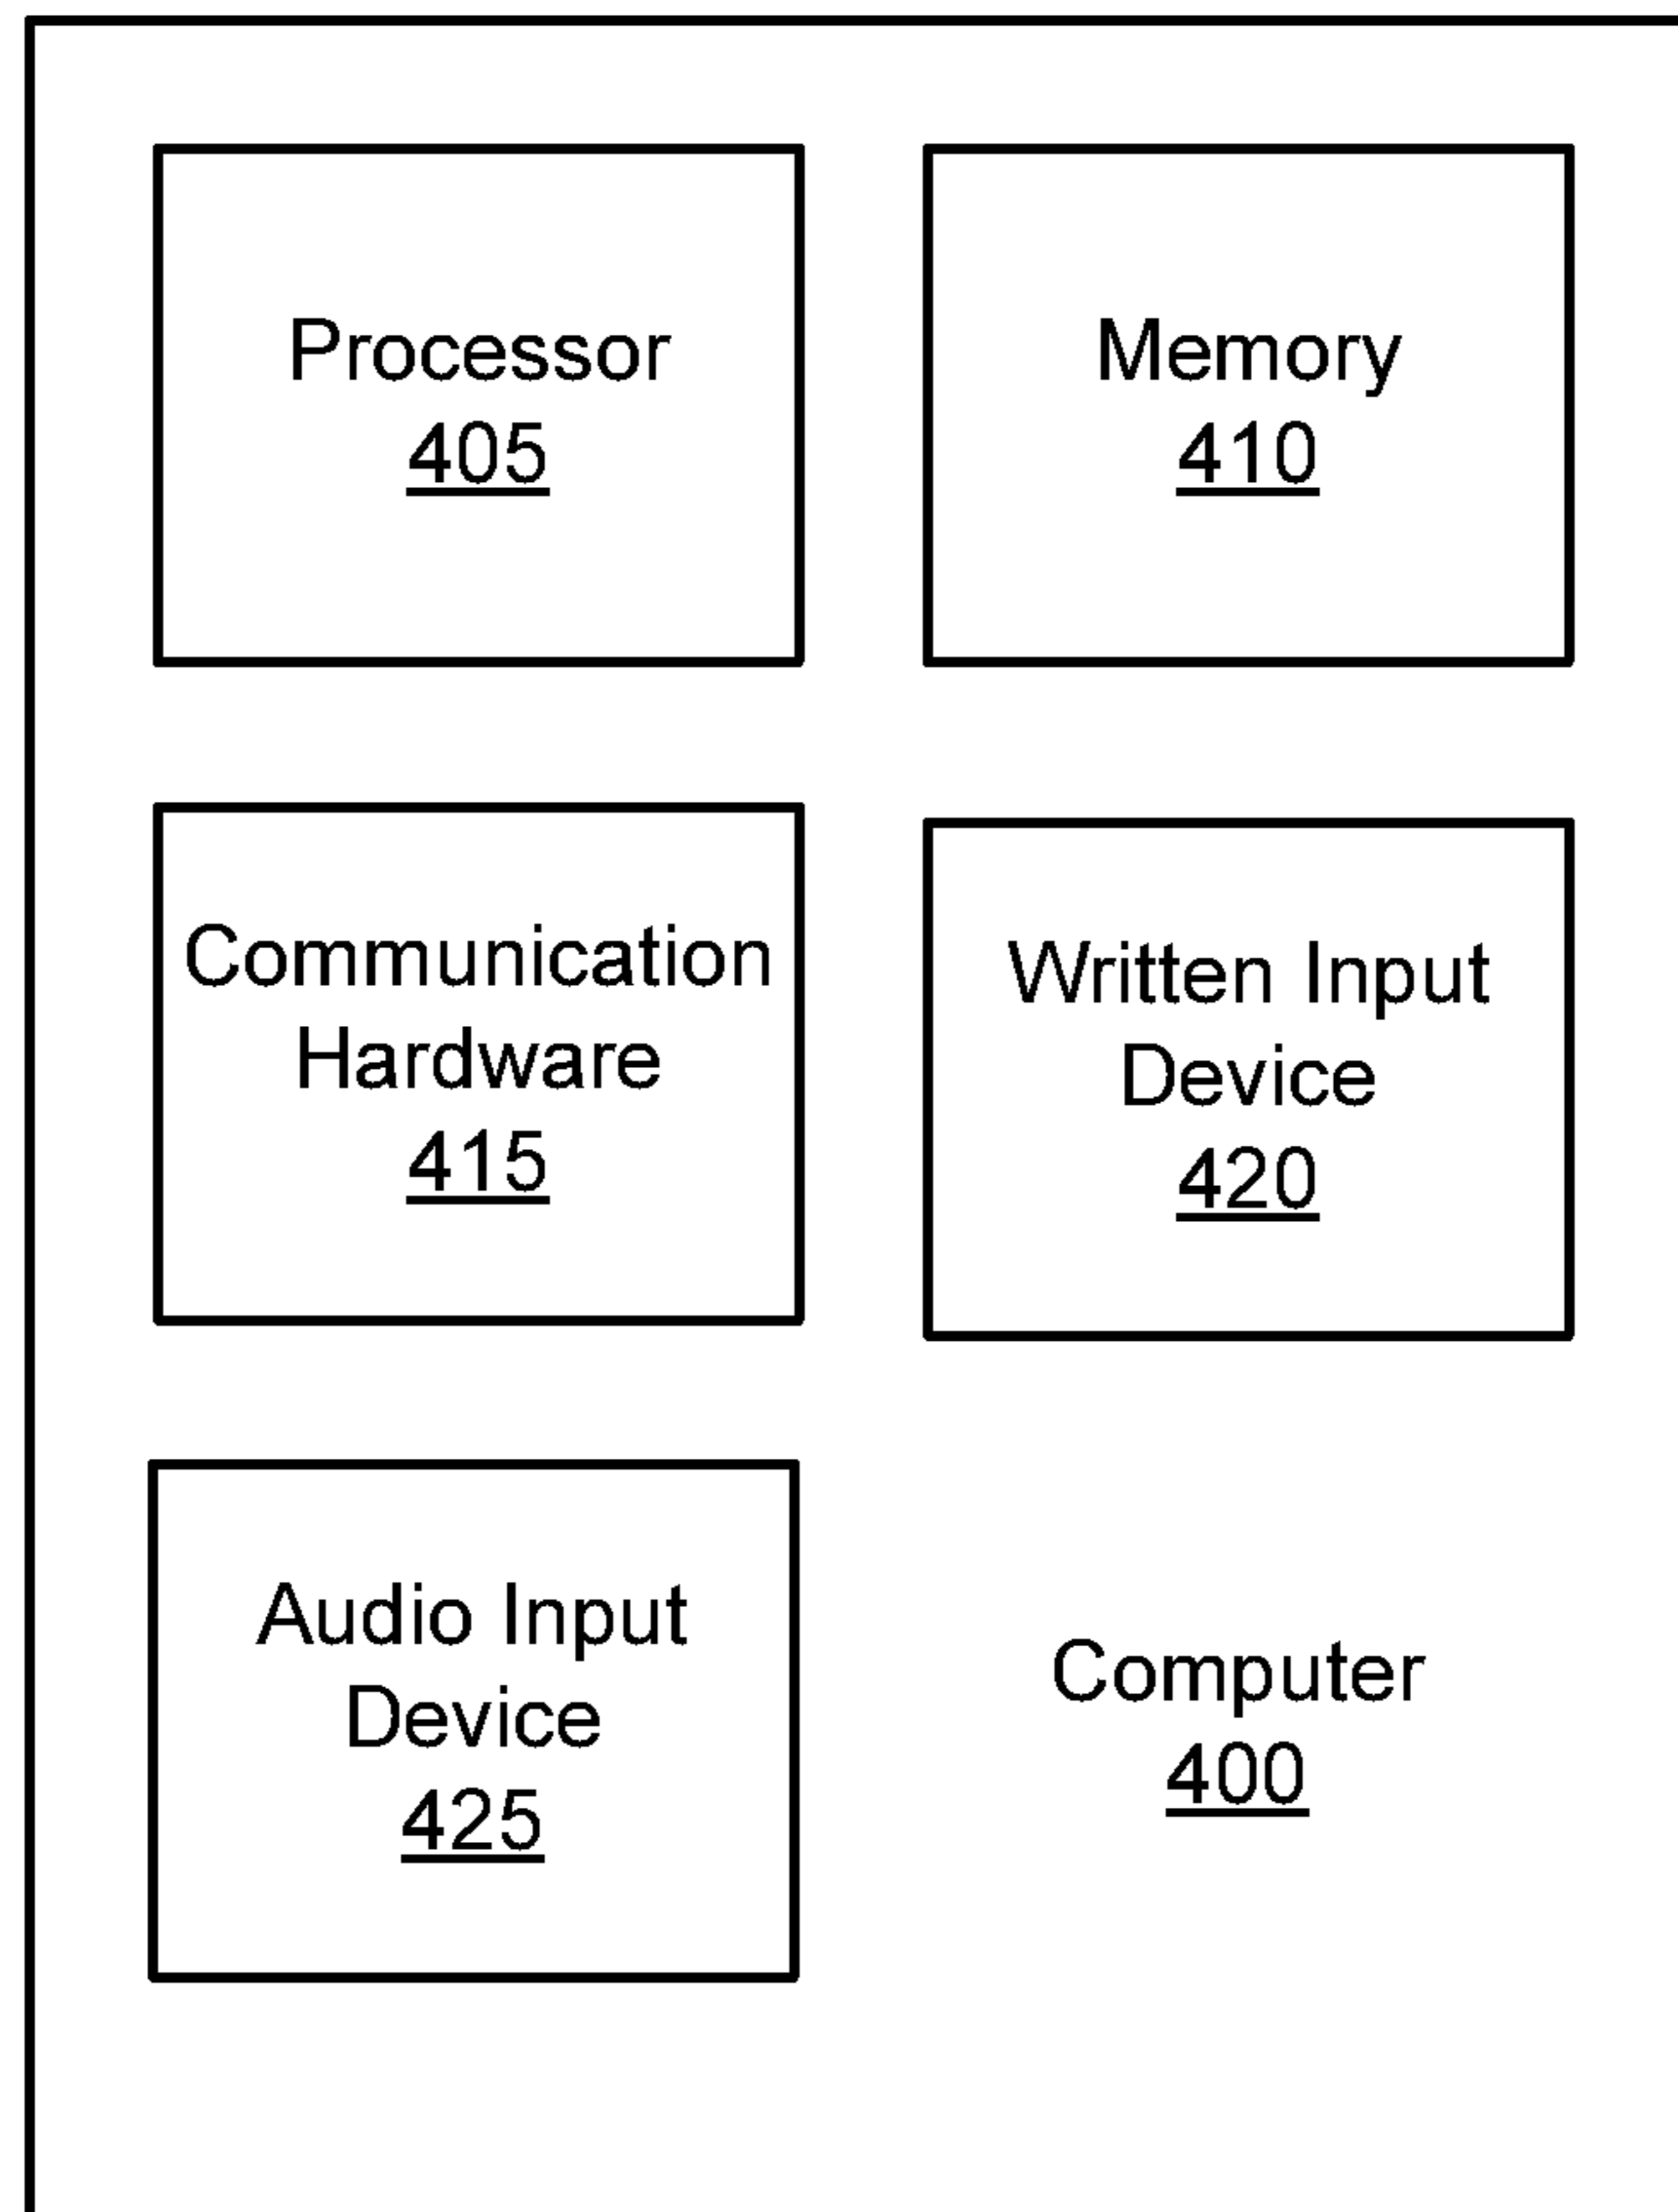 Processor
405
Memory
410
Communication
Hardware
415
Written Input
Device
420
Audio Input
Device
425
Computer
400